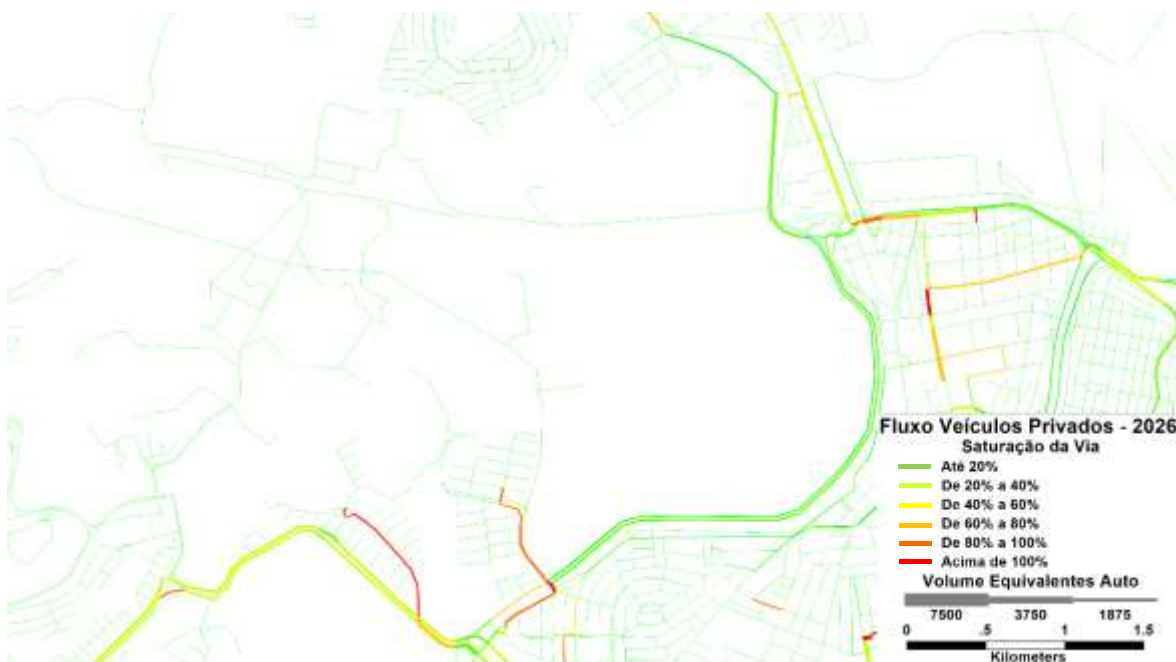 Fluxo Veículos Privados - 2026
Saturação da Via
Até 20%
De 20% a 40%
De 40% a 60%
De 60% a 80%
De 80% a 100%
Acima de 100%
Volume Equivalentes Auto
7500 3750 1875
0 .5 1 1.5
Kilometers